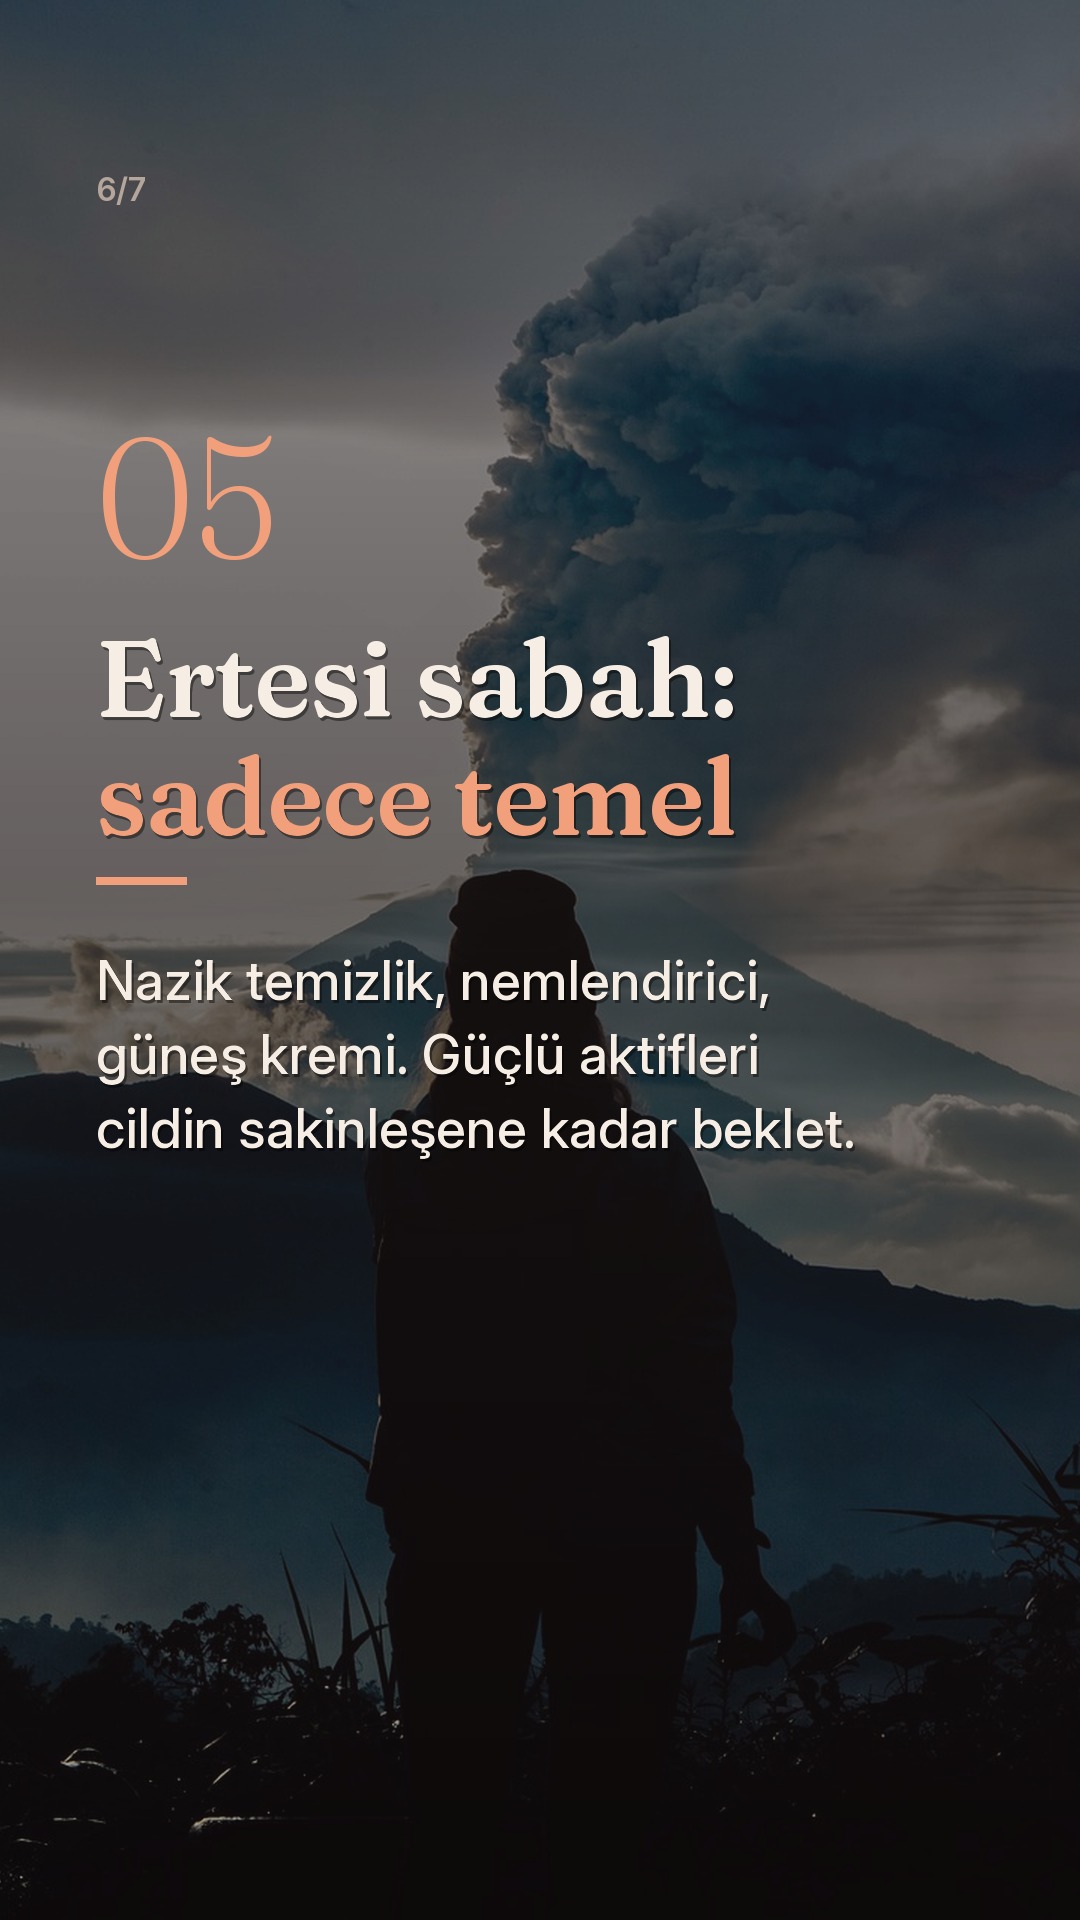 6/7
05
Ertesi sabah:
sadece temel
Nazik temizlik, nemlendirici,
güneş kremi. Güçlü aktifleri
cildin sakinleşene kadar beklet.